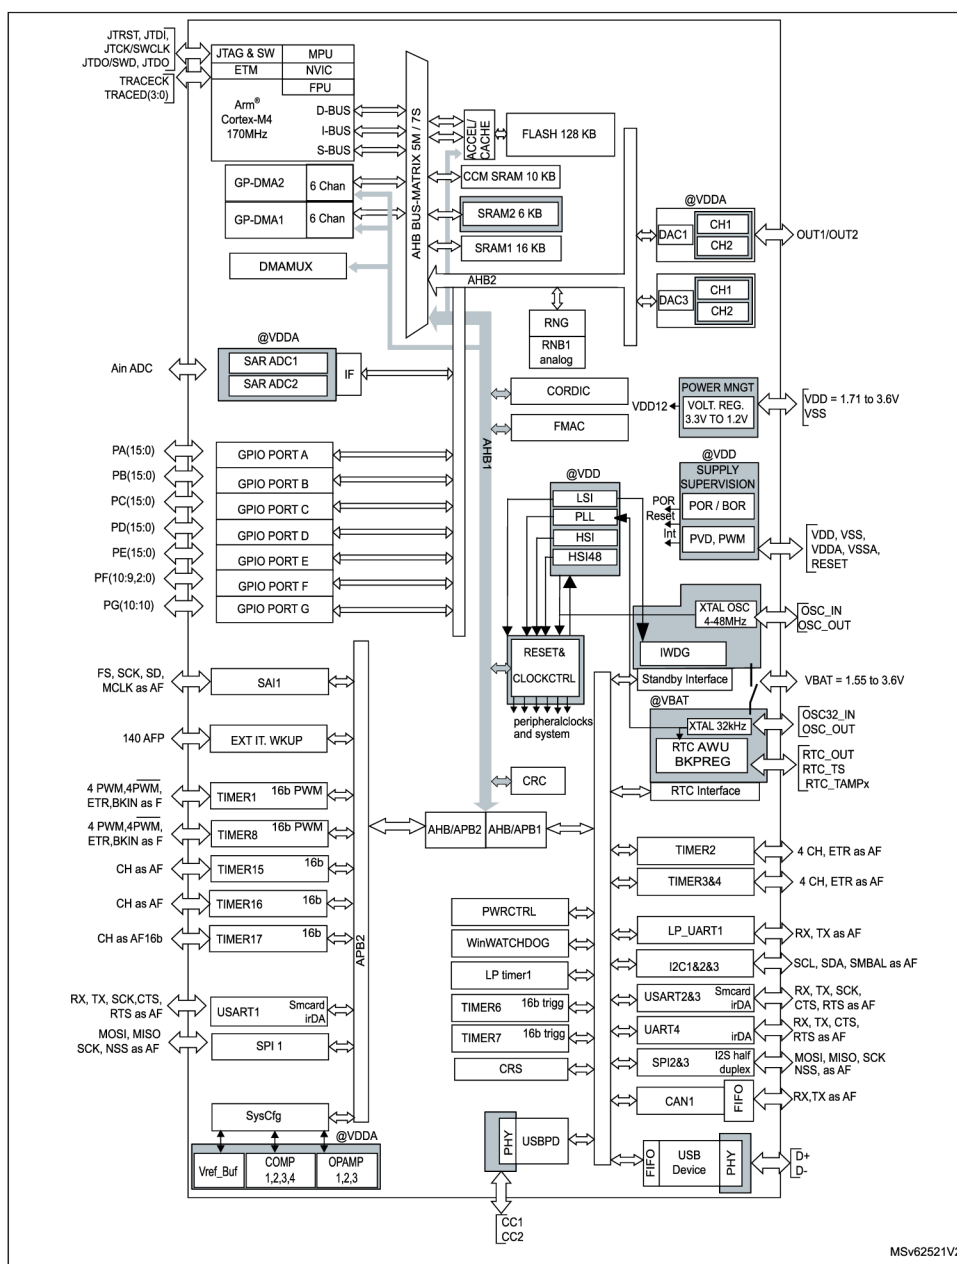 JTRST, JTDI,
JTCK/SWCLK
JTDO/SWD, JTDO
TRACECK
TRACED(3:0)
JTAG & SW
MPU
ETM
NVIC
FPU
Arm®
Cortex-M4
170MHz
D-BUS
I-BUS
S-BUS
GP-DMA2
6 Chan
GP-DMA1
6 Chan
DMAMUX
AHB BUS-MATRIX 5M / 7S
ACCEL/
CACHE
FLASH 128 KB
CCM SRAM 10 KB
SRAM2 6 KB
SRAM1 16 KB
AHB2
RNG
RNB1
analog
@VDDA
DAC1
CH1
CH2
OUT1/OUT2
DAC3
CH1
CH2
@VDDA
Ain ADC
SAR ADC1
SAR ADC2
IF
CORDIC
FMAC
AHB1
POWER MNGT
VDD12
VOLT. REG.
3.3V TO 1.2V
VDD = 1.71 to 3.6V
VSS
PA(15:0)
GPIO PORT A
PB(15:0)
GPIO PORT B
PC(15:0)
GPIO PORT C
PD(15:0)
GPIO PORT D
PE(15:0)
GPIO PORT E
PF(10:9,2:0)
GPIO PORT F
PG(10:10)
GPIO PORT G
@VDD
LSI
PLL
HSI
HSI48
@VDD
SUPPLY
SUPERVISION
POR
Reset
Int
POR / BOR
PVD, PWM
VDD, VSS,
VDDA, VSSA,
RESET
XTAL OSC
4-48MHz
OSC_IN
OSC_OUT
IWDG
Standby Interface
VBAT = 1.55 to 3.6V
RESET&
CLOCKCTRL
peripheralclocks
and system
@VBAT
XTAL 32kHz
OSC32_IN
OSC_OUT
RTC AWU
BKPREG
RTC_OUT
RTC_TS
RTC_TAMPx
RTC Interface
CRC
AHB/APB2
AHB/APB1
FS, SCK, SD,
MCLK as AF
SAI1
140 AFP
EXT IT. WKUP
4 PWM,4PWM,
ETR,BKIN as F
TIMER1
16b PWM
4 PWM,4PWM,
ETR,BKIN as F
TIMER8
16b PWM
CH as AF
TIMER15
16b
CH as AF
TIMER16
16b
CH as AF16b
TIMER17
16b
APB2
RX, TX, SCK,CTS,
RTS as AF
USART1
Smcard
irDA
MOSI, MISO
SCK, NSS as AF
SPI 1
SysCfg
@VDDA
Vref_Buf
COMP
1,2,3,4
OPAMP
1,2,3
PWRCTRL
WinWATCHDOG
LP timer1
TIMER6
16b trigg
TIMER7
16b trigg
CRS
PHY
USBPD
CC1
CC2
TIMER2
4 CH, ETR as AF
TIMER3&4
4 CH, ETR as AF
LP_UART1
RX, TX as AF
I2C1&2&3
SCL, SDA, SMBAL as AF
USART2&3
Smcard
irDA
RX, TX, SCK,
CTS, RTS as AF
UART4
irDA
RX, TX, CTS,
RTS as AF
SPI2&3
I2S half
duplex
MOSI, MISO, SCK
NSS, as AF
CAN1
FIFO
RX,TX as AF
FIFO
USB
Device
PHY
D+
D-
MSv62521V2